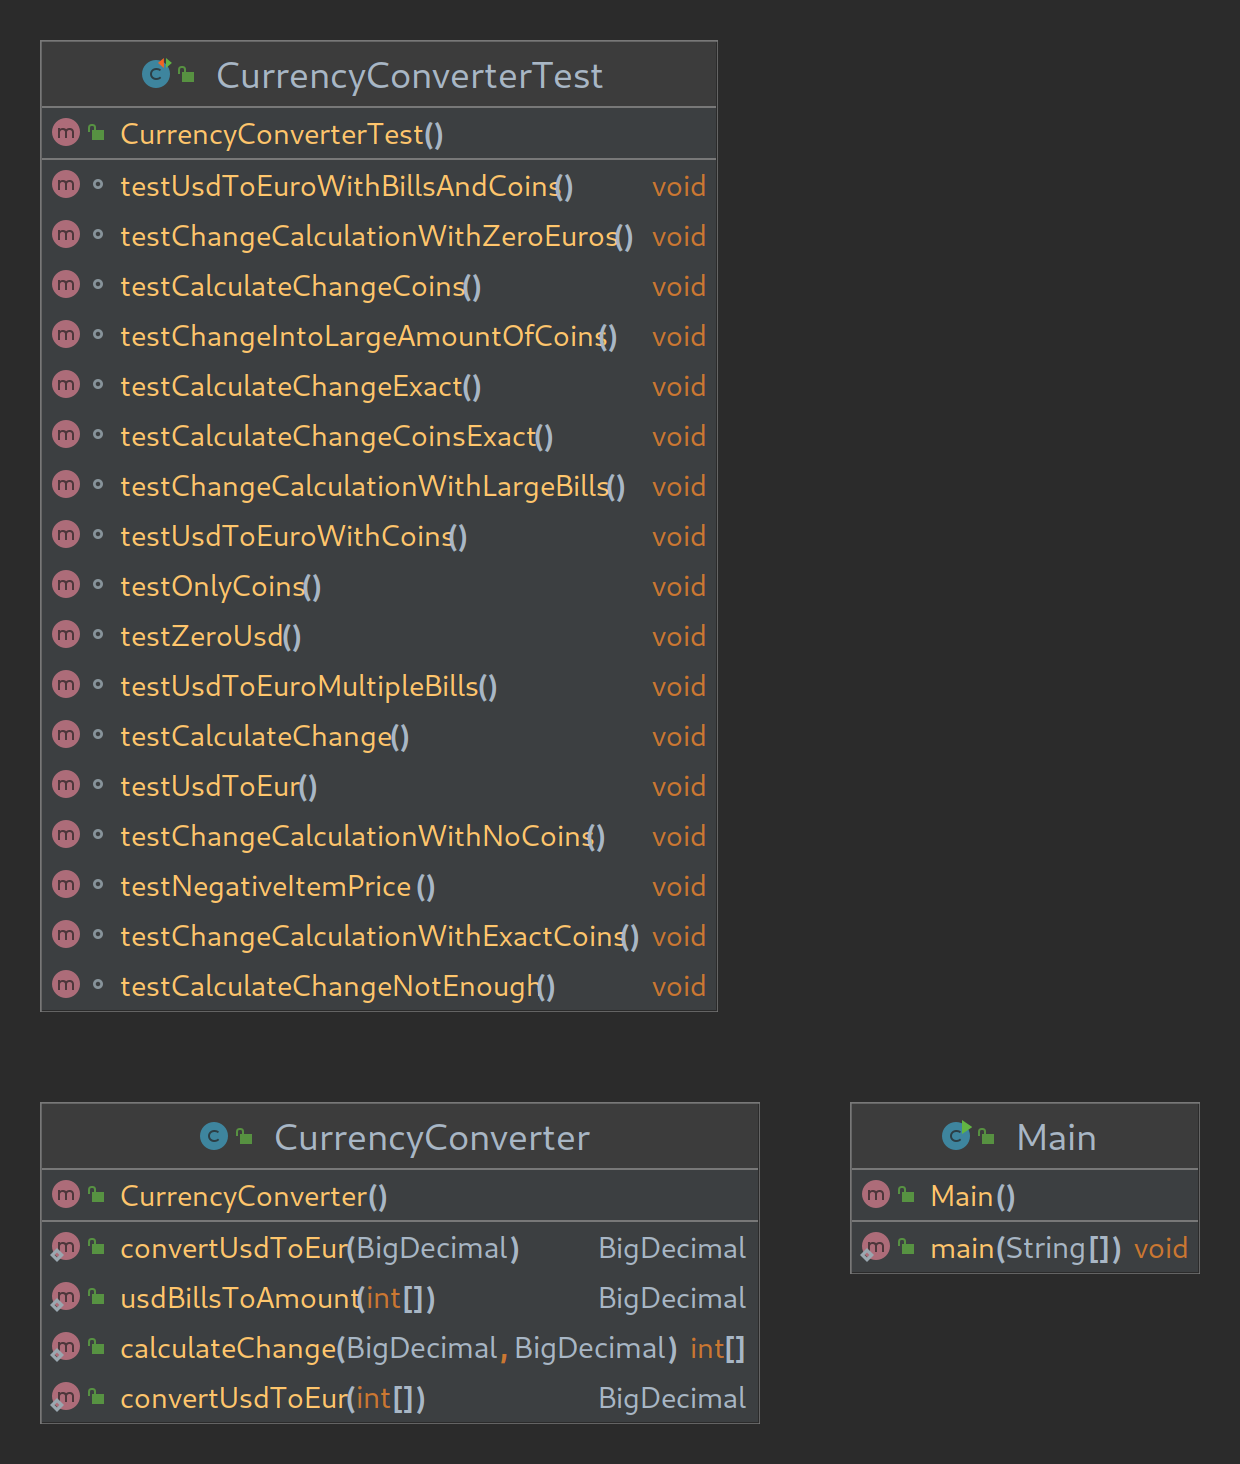 CurrencyConverterTest
CurrencyConverterTest()
testUsdToEuroWithBillsAndCoins() void
testChangeCalculationWithZeroEuros() void
testCalculateChangeCoins() void
testChangeIntoLargeAmountOfCoins() void
testCalculateChangeExact() void
testCalculateChangeCoinsExact() void
testChangeCalculationWithLargeBills() void
testUsdToEuroWithCoins() void
testOnlyCoins() void
testZeroUsd() void
testUsdToEuroMultipleBills() void
testCalculateChange() void
testUsdToEur() void
testChangeCalculationWithNoCoins() void
testNegativeItemPrice() void
testChangeCalculationWithExactCoins() void
testCalculateChangeNotEnough() void
CurrencyConverter
CurrencyConverter()
convertUsdToEur(BigDecimal) BigDecimal
usdBillsToAmount(int[]) BigDecimal
calculateChange(BigDecimal, BigDecimal) int[]
convertUsdToEur(int[]) BigDecimal
Main
Main()
main(String[]) void